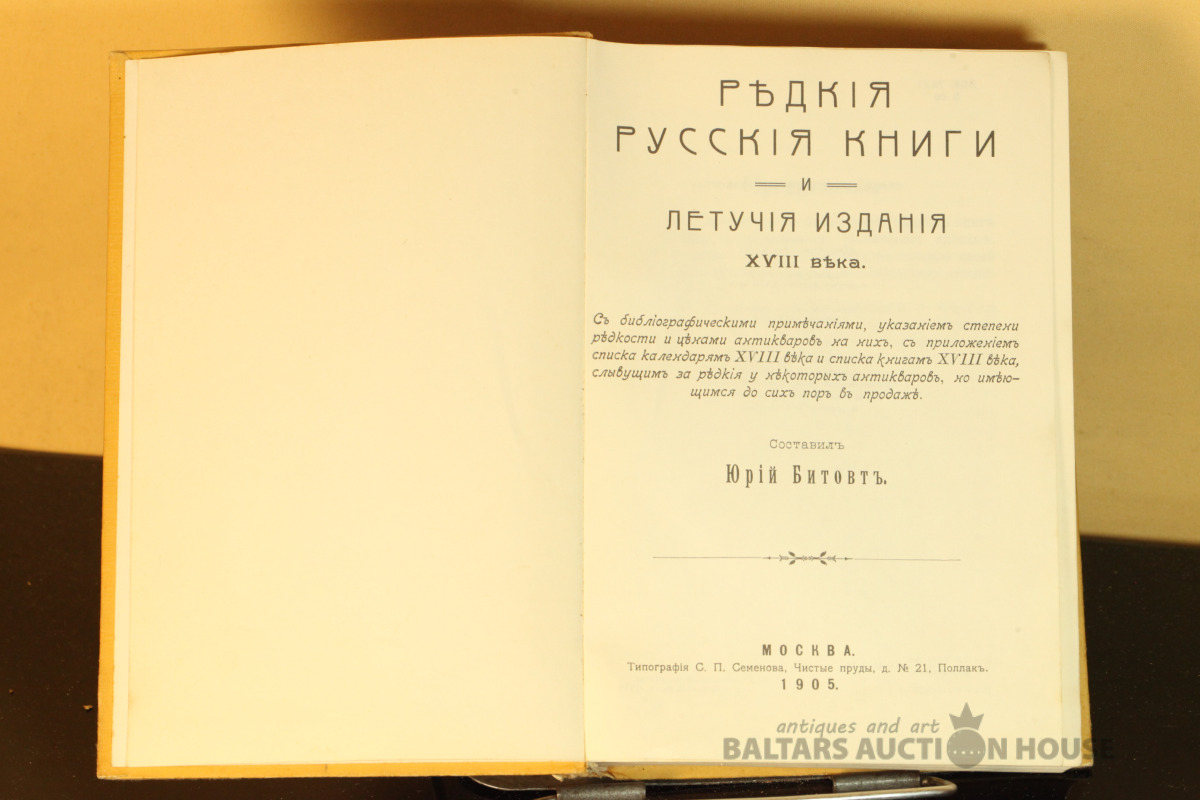 РѢДКІЯ
РУССКІЯ КНИГИ
И
ЛЕТУЧІЯ ИЗДАНІЯ
XVIII вѣка.
Съ библіографическими примѣчаніями, указаніемъ степени
рѣдкости и цѣнами антикваровъ на нихъ, съ приложеніемъ
списка календарямъ XVIII вѣка и списка книгамъ XVIII вѣка,
слывущимъ за рѣдкія у нѣкоторыхъ антикваровъ, но имѣю-
щимся до сихъ поръ въ продажѣ.
Составилъ
Юрій Битовтъ.
МОСКВА.
Типографія С. П. Семенова, Чистые пруды, д. № 21, Поллакъ.
1905.
antiques and art
BALTARS AUCTION HOUSE